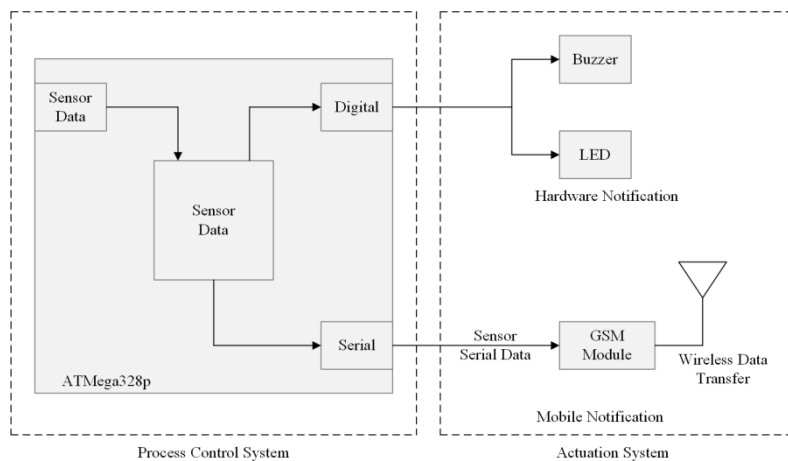 Sensor
Data
Digital
Buzzer
LED
Hardware Notification
Sensor
Data
Serial
Sensor
Serial Data
GSM
Module
Wireless Data
Transfer
ATMega328p
Mobile Notification
Process Control System
Actuation System